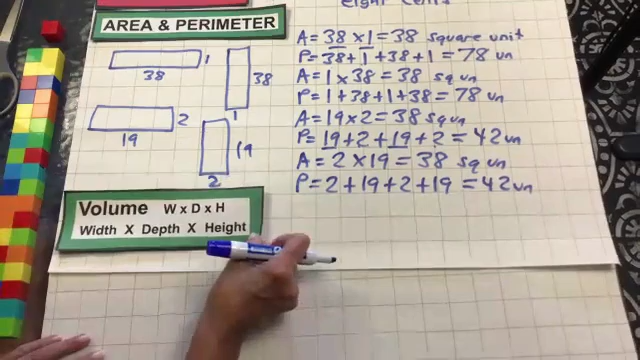 eight cents
AREA & PERIMETER
38
1
38
1
19
2
19
2
A = 38 x 1 = 38 square unit
P = 38 + 1 + 38 + 1 = 78 un
A = 1 x 38 = 38 sq un
P = 1 + 38 + 1 + 38 = 78 un
A = 19 x 2 = 38 sq un
P = 19 + 2 + 19 + 2 = 42 un
A = 2 x 19 = 38 sq un
P = 2 + 19 + 2 + 19 = 42 un
Volume W x D x H
Width X Depth X Height